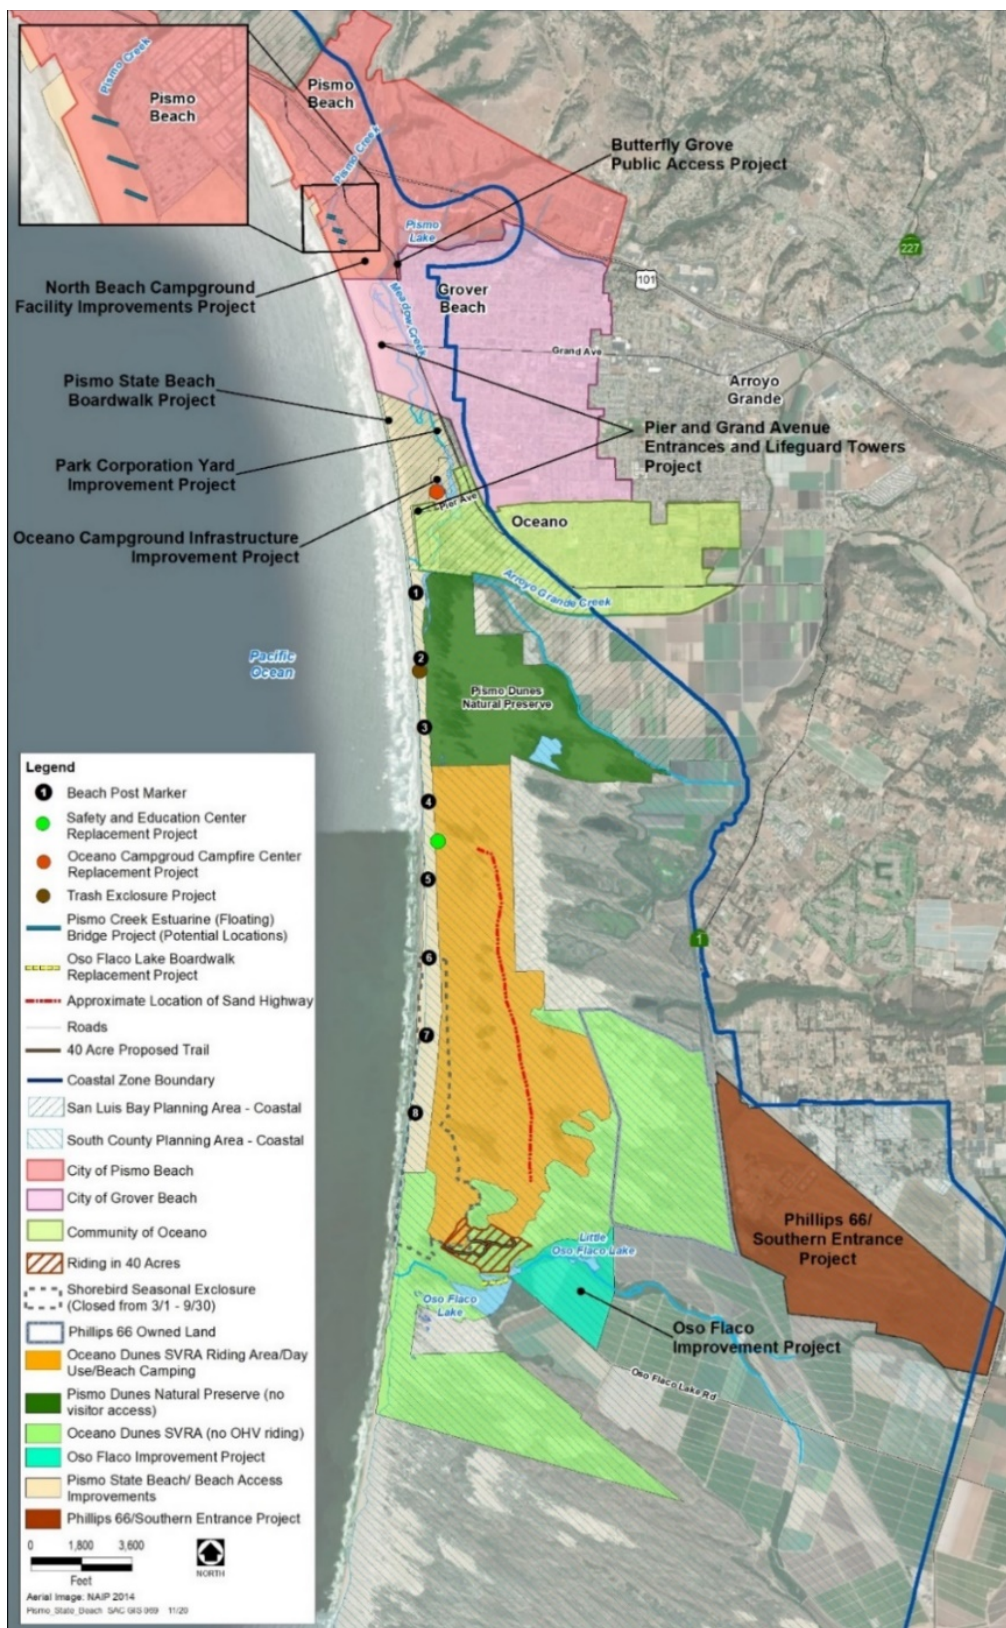 Pismo Creek
Pismo
Beach
Pismo
Beach
Pismo Creek
Butterfly Grove
Public Access Project
227
Pismo
Lake
101
North Beach Campground
Facility Improvements Project
Grover
Beach
Meadow Creek
Grand Ave
Pismo State Beach
Boardwalk Project
Arroyo
Grande
Pier and Grand Avenue
Entrances and Lifeguard Towers
Project
Park Corporation Yard
Improvement Project
Pier Ave
Oceano
Oceano Campground Infrastructure
Improvement Project
Arroyo Grande Creek
1
2
Pacific
Ocean
Pismo Dunes
Natural Preserve
3
4
5
6
7
8
1
Phillips 66/
Southern Entrance
Project
Little
Oso Flaco Lake
Oso Flaco
Lake
Oso Flaco
Improvement Project
Oso Flaco Lake Rd
Legend
1 Beach Post Marker
Safety and Education Center
Replacement Project
Oceano Campgroud Campfire Center
Replacement Project
Trash Exclosure Project
Pismo Creek Estuarine (Floating)
Bridge Project (Potential Locations)
Oso Flaco Lake Boardwalk
Replacement Project
Approximate Location of Sand Highway
Roads
40 Acre Proposed Trail
Coastal Zone Boundary
San Luis Bay Planning Area - Coastal
South County Planning Area - Coastal
City of Pismo Beach
City of Grover Beach
Community of Oceano
Riding in 40 Acres
Shorebird Seasonal Exclosure
(Closed from 3/1 - 9/30)
Phillips 66 Owned Land
Oceano Dunes SVRA Riding Area/Day
Use/Beach Camping
Pismo Dunes Natural Preserve (no
visitor access)
Oceano Dunes SVRA (no OHV riding)
Oso Flaco Improvement Project
Pismo State Beach/ Beach Access
Improvements
Phillips 66/Southern Entrance Project
0 1,800 3,600
Feet
NORTH
Aerial Image: NAIP 2014
Pismo_State_Beach SAC GIS 969 11/20